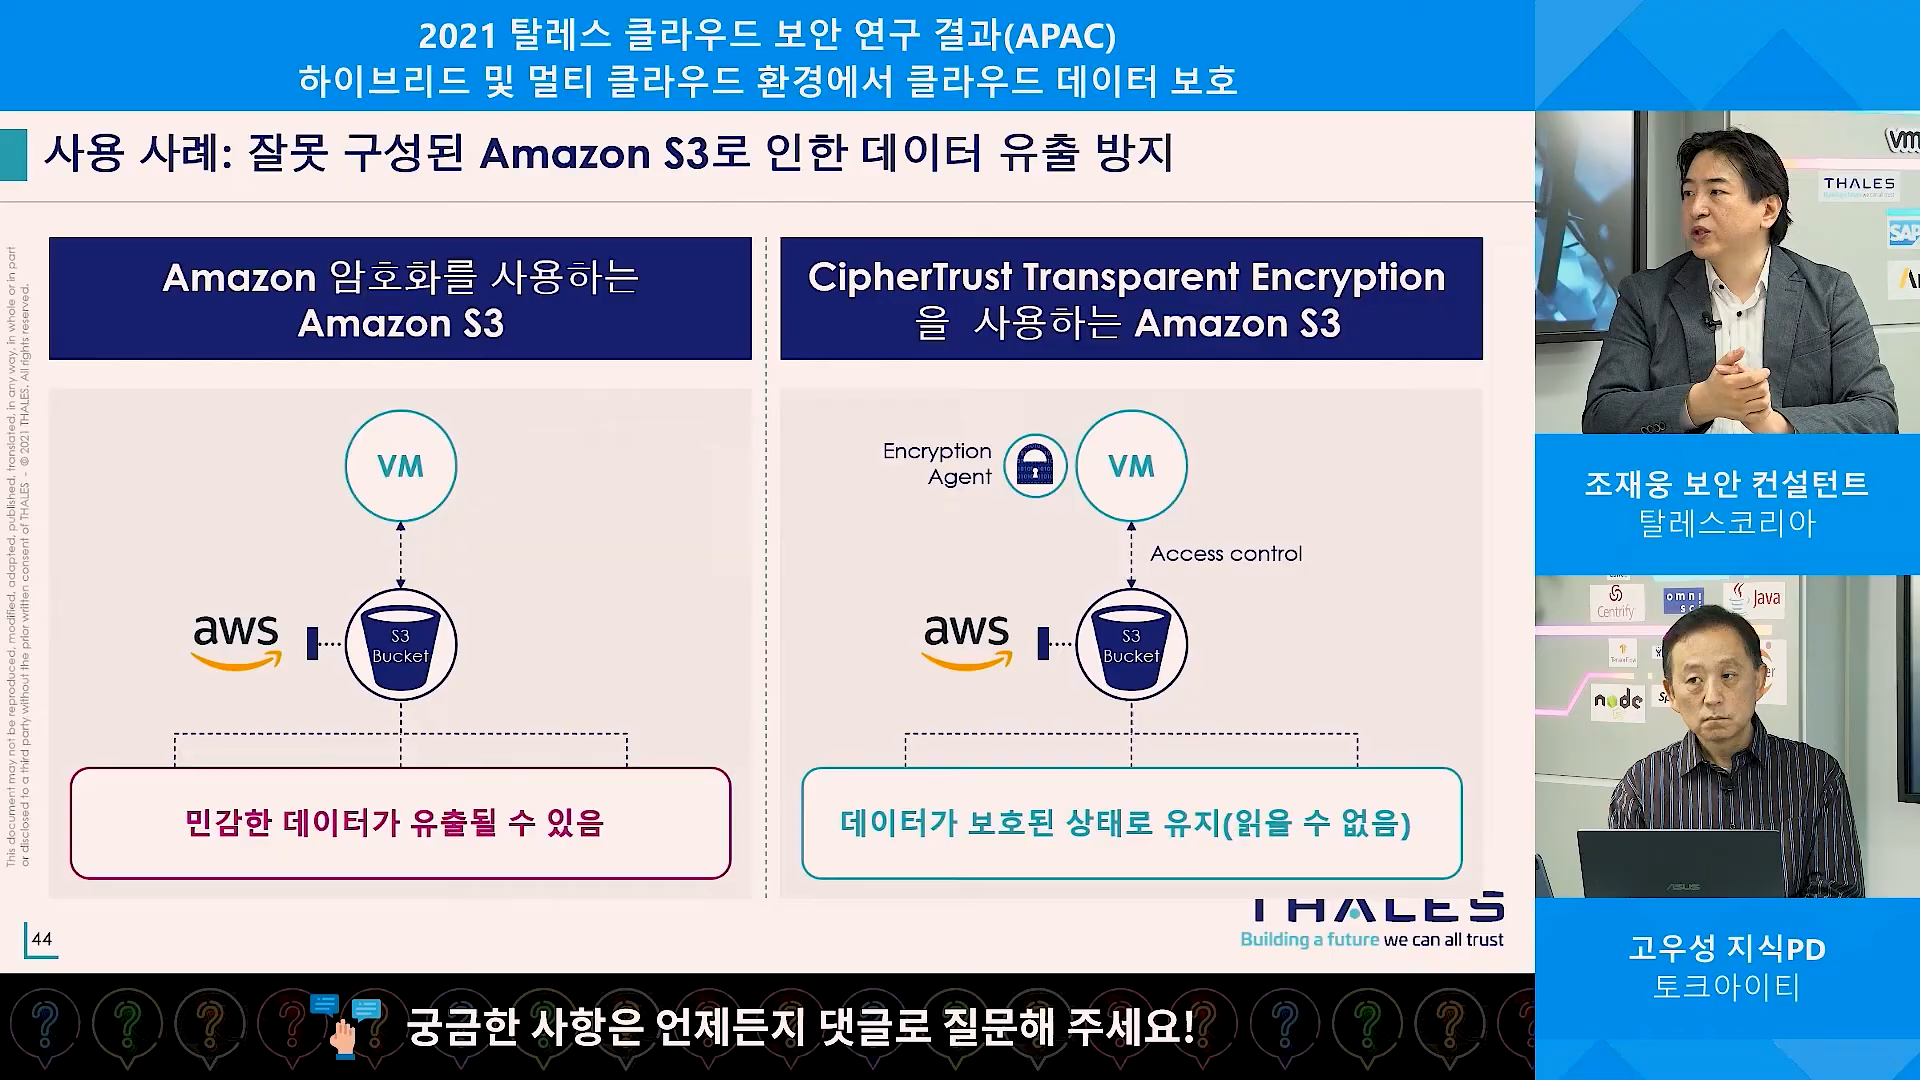 2021 탈레스 클라우드 보안 연구 결과(APAC)
하이브리드 및 멀티 클라우드 환경에서 클라우드 데이터 보호
사용 사례: 잘못 구성된 Amazon S3로 인한 데이터 유출 방지
This document may not be reproduced, modified, adapted, published, translated, in any way, in whole or in part
or disclosed to a third party without the prior written consent of THALES - © 2021 THALES. All rights reserved.
Amazon 암호화를 사용하는
Amazon S3
VM
aws
S3
Bucket
민감한 데이터가 유출될 수 있음
CipherTrust Transparent Encryption
을 사용하는 Amazon S3
Encryption
Agent
VM
Access control
aws
S3
Bucket
데이터가 보호된 상태로 유지(읽을 수 없음)
44
THALES
Building a future we can all trust
궁금한 사항은 언제든지 댓글로 질문해 주세요!
vm
THALES
SAP
조재웅 보안 컨설턴트
탈레스코리아
Centrify
omni
sci
Java
TensorFlow
node
ASUS
고우성 지식PD
토크아이티